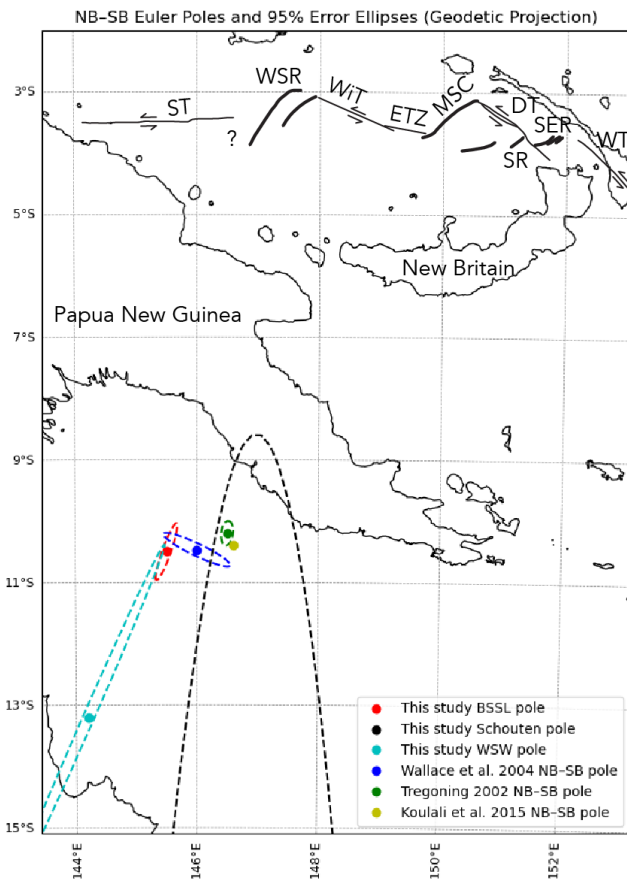 NB–SB Euler Poles and 95% Error Ellipses (Geodetic Projection)
3°S
WSR
WiT
MSC
ST
ETZ
DT
SER
WT
?
SR
5°S
New Britain
Papua New Guinea
7°S
9°S
11°S
13°S
This study BSSL pole
This study Schouten pole
This study WSW pole
Wallace et al. 2004 NB–SB pole
Tregoning 2002 NB–SB pole
Koulali et al. 2015 NB–SB pole
15°S
144°E
146°E
148°E
150°E
152°E